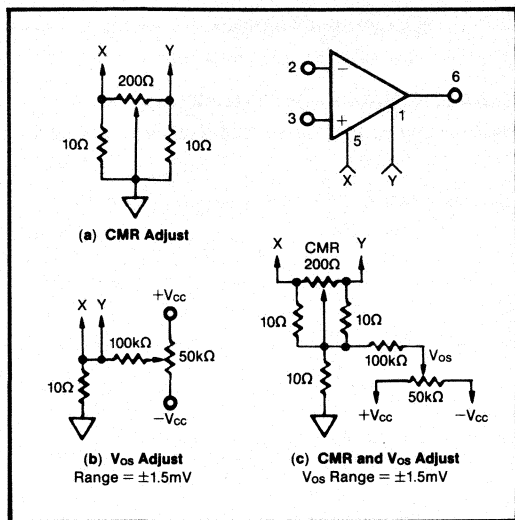 X Y
200Ω
10Ω 10Ω
(a) CMR Adjust
2 − 6
3 + 1
5
X Y
X Y +VCC
100kΩ 50kΩ
10Ω
−VCC
(b) VOS Adjust
Range = ±1.5mV
X CMR Y
200Ω
10Ω 10Ω
100kΩ VOS
10Ω
50kΩ
+VCC −VCC
(c) CMR and VOS Adjust
VOS Range = ±1.5mV